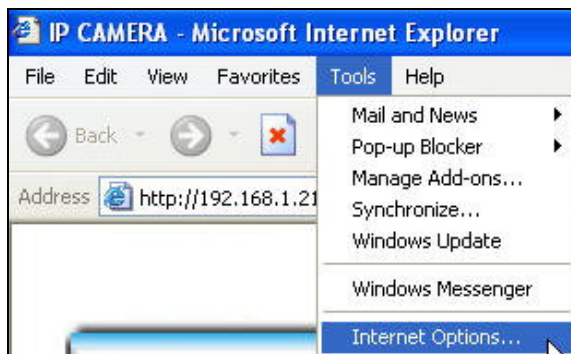 IP CAMERA - Microsoft Internet Explorer
File Edit View Favorites Tools Help
Back
Address http://192.168.1.21
Mail and News
Pop-up Blocker
Manage Add-ons...
Synchronize...
Windows Update
Windows Messenger
Internet Options...